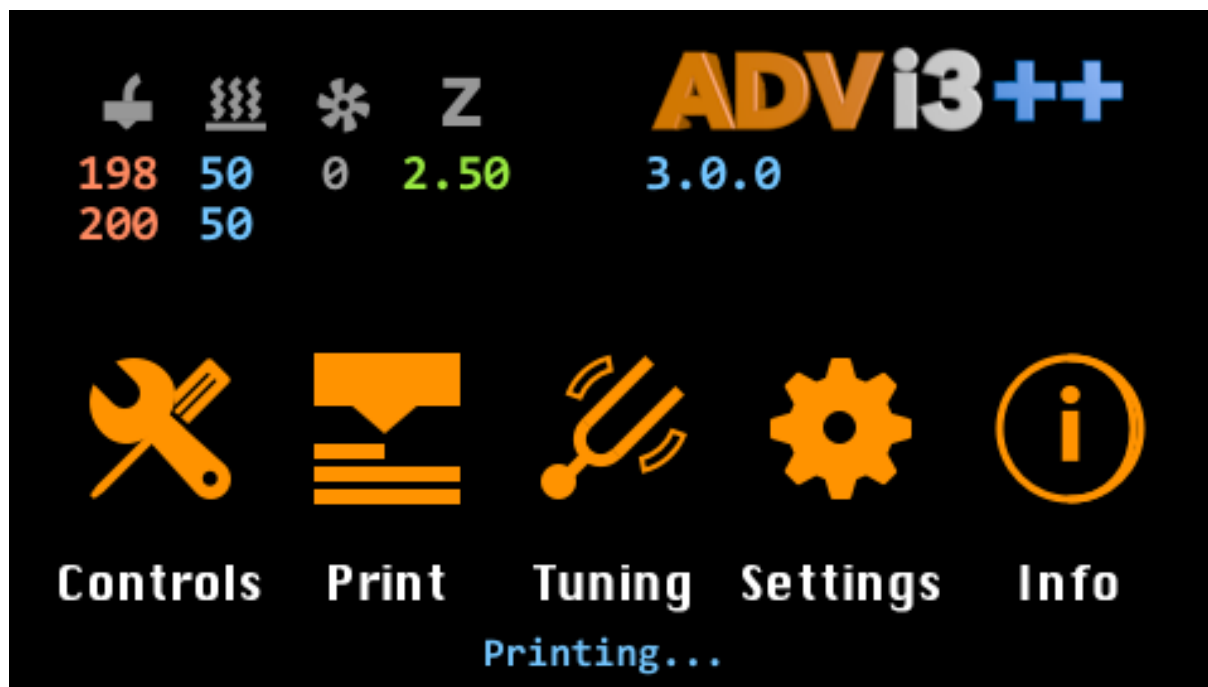 Z ADVi3++
198 50 0 2.50 3.0.0
200 50
Controls Print Tuning Settings Info
Printing...